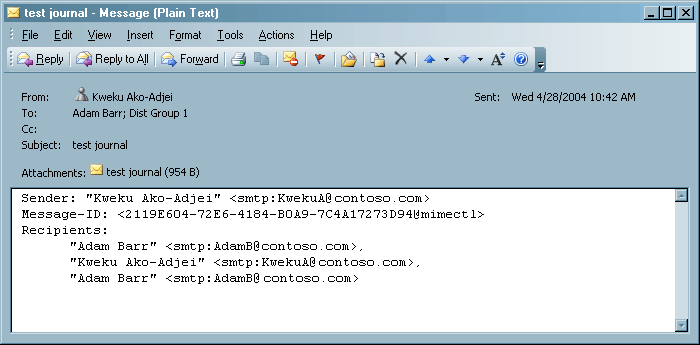 test journal - Message (Plain Text)
File Edit View Insert Format Tools Actions Help
Reply Reply to All Forward
From: Kweku Ako-Adjei Sent: Wed 4/28/2004 10:42 AM
To: Adam Barr; Dist Group 1
Cc:
Subject: test journal
Attachments: test journal (954 B)
Sender: "Kweku Ako-Adjei" <smtp:KwekuA@contoso.com>
Message-ID: <2119E604-72E6-4184-B0A9-7C4A17273D94@mimectl>
Recipients:
"Adam Barr" <smtp:AdamB@contoso.com>,
"Kweku Ako-Adjei" <smtp:KwekuA@contoso.com>,
"Adam Barr" <smtp:AdamB@contoso.com>